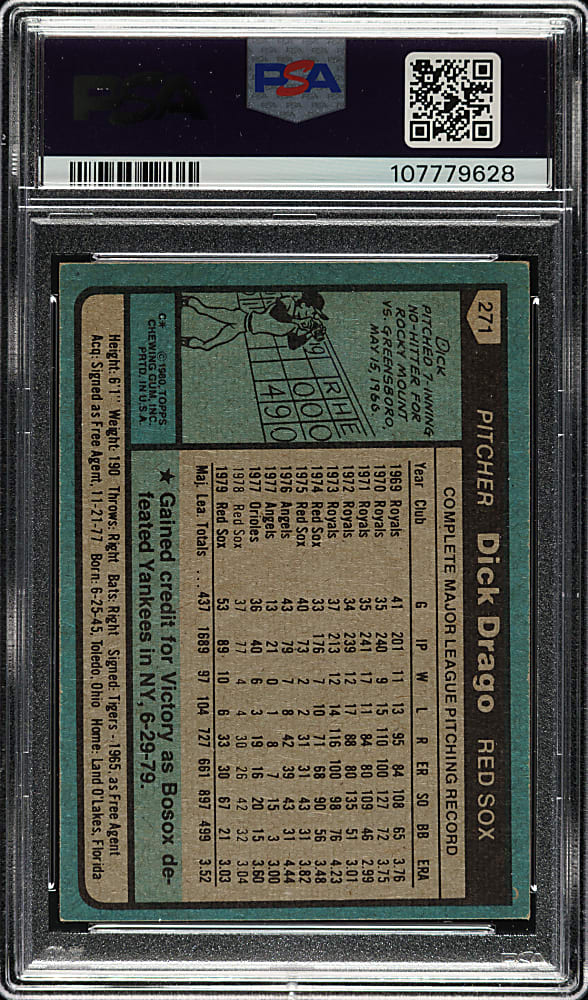 PSA
PSA
107779628
271
PITCHER Dick Drago RED SOX
DICK
PITCHED 7-INNING
NO-HITTER FOR
ROCKY MOUNT
VS. GREENSBORO,
MAY 15, 1966.
R H E
0 0 0
4 9 0
C* © 1980, TOPPS
CHEWING GUM, INC.
PRTD. IN U.S.A.
COMPLETE MAJOR LEAGUE PITCHING RECORD
Year Club G IP W L R ER SO BB ERA
1969 Royals 41 201 11 13 95 84 108 65 3.76
1970 Royals 35 240 9 15 110 100 127 72 3.75
1971 Royals 35 241 17 11 84 80 109 46 2.99
1972 Royals 34 239 12 17 88 80 135 51 3.01
1973 Royals 37 213 12 14 116 100 98 76 4.23
1974 Red Sox 33 176 7 10 71 68 90 56 3.48
1975 Red Sox 40 73 2 2 31 31 43 31 3.82
1976 Angels 43 79 7 8 42 39 43 31 4.44
1977 Angels 13 21 0 1 8 7 15 3 3.00
1977 Orioles 36 40 6 3 19 16 20 15 3.60
1978 Red Sox 37 77 4 4 30 26 42 32 3.04
1979 Red Sox 53 89 10 6 33 30 67 21 3.03
Maj. Lea. Totals ... 437 1689 97 104 727 661 897 499 3.52
★ Gained credit for Victory as Bosox de-
feated Yankees in NY, 6-29-79.
Height: 6'1" Weight: 190 Throws: Right Bats: Right Signed: Tigers - 1965, as Free Agent
Acq: Signed as Free Agent, 11-21-77 Born: 6-25-45, Toledo, Ohio Home: Land O'Lakes, Florida